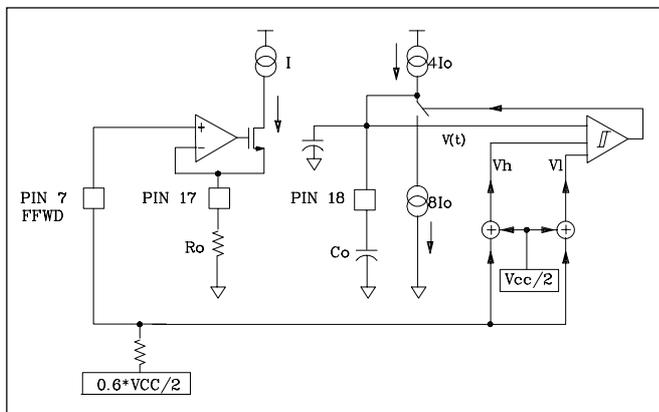 I
4Io
+
-
V(t)
Vh
Vl
PIN 7
FFWD
PIN 17
PIN 18
8Io
Ro
Co
+
+
Vcc/2
0.6*VCC/2